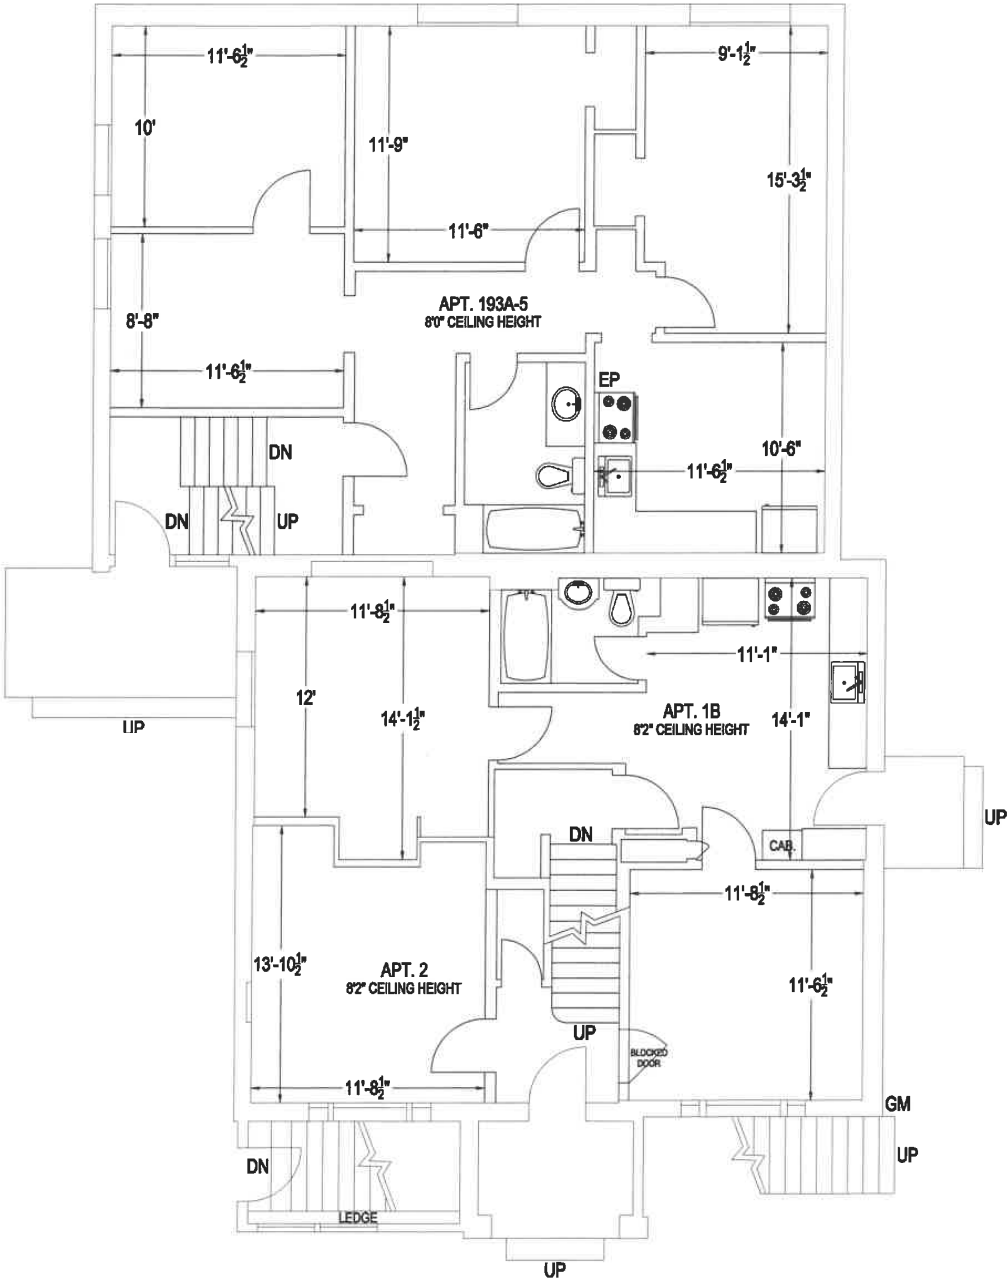 11'-6½"
9'-1½"
10'
11'-9"
15'-3½"
11'-6"
APT. 193A-5
8'0" CEILING HEIGHT
8'-8"
11'-6½"
EP
10'-6"
DN
11'-6½"
DN
UP
11'-8½"
11'-1"
12'
14'-1½"
APT. 1B
8'2" CEILING HEIGHT
14'-1"
UP
UP
DN
CAB.
11'-8½"
13'-10½"
APT. 2
8'2" CEILING HEIGHT
11'-6½"
UP
BLOCKED
DOOR
11'-8½"
GM
UP
DN
LEDGE
UP